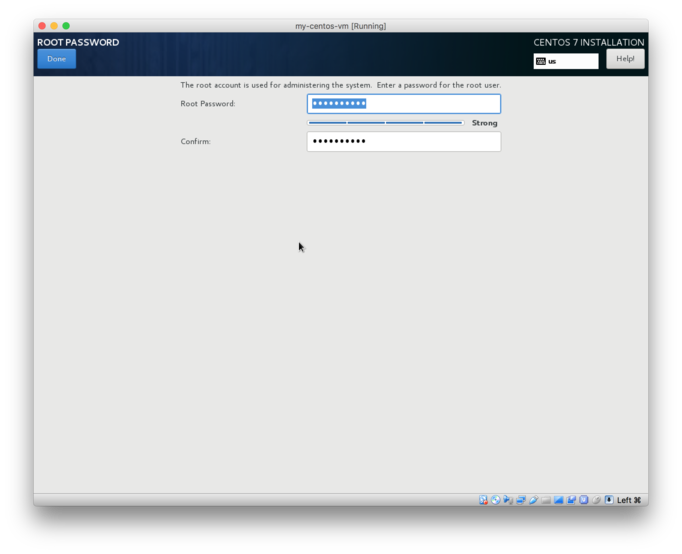 my-centos-vm [Running]
ROOT PASSWORD
CENTOS 7 INSTALLATION
Done
us
Help!
The root account is used for administering the system. Enter a password for the root user.
Root Password:
••••••••••
Strong
Confirm:
••••••••••
Left ⌘